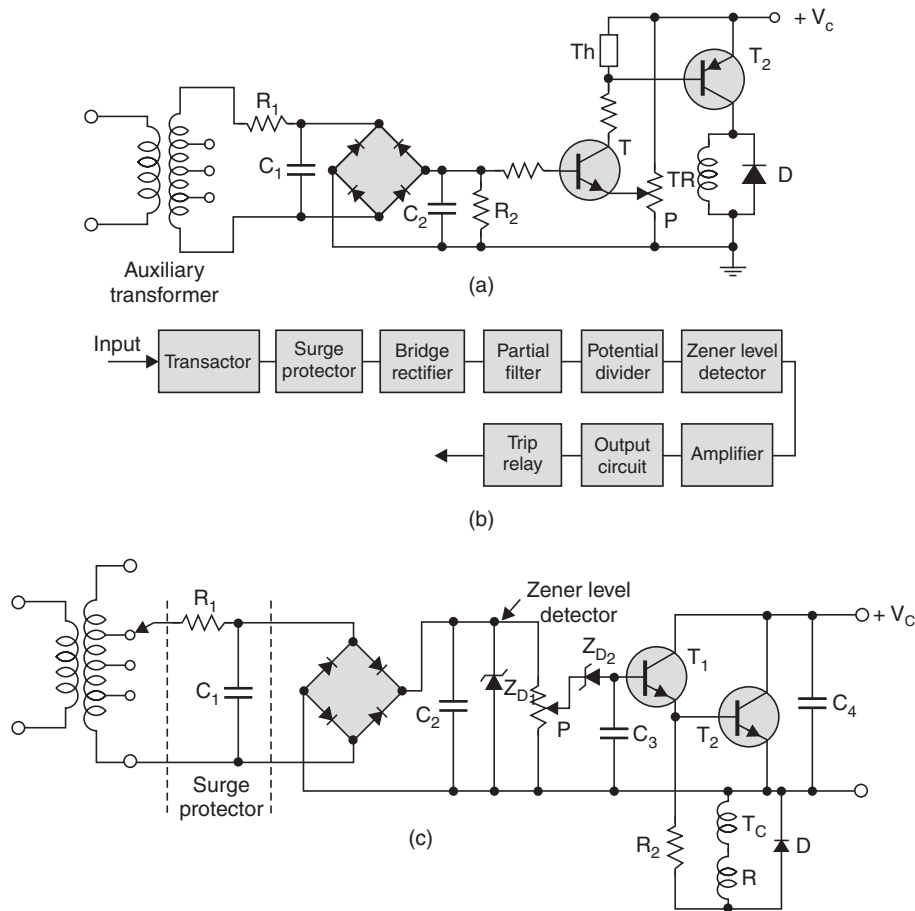 + V_c
Th
T_2
R_1
C_1
T
TR
D
C_2
R_2
P
Auxiliary
transformer
(a)
Input
Transactor
Surge
protector
Bridge
rectifier
Partial
filter
Potential
divider
Zener level
detector
Trip
relay
Output
circuit
Amplifier
(b)
Zener level
detector
R_1
+ V_C
Z_D2
T_1
Z_D1
C_1
C_2
P
C_3
T_2
C_4
Surge
protector
(c)
R_2
T_C
D
R